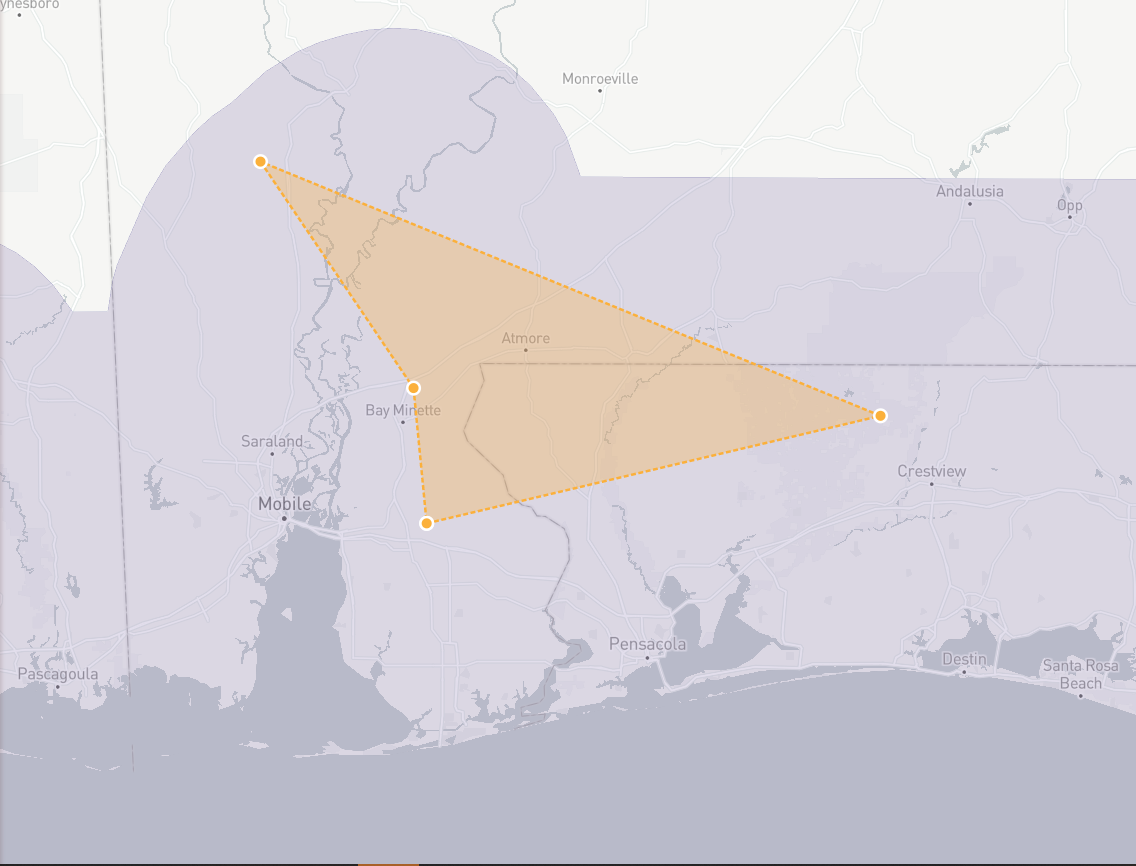 ynesboro
Monroeville
Andalusia
Opp
Atmore
Bay Minette
Saraland
Crestview
Mobile
Pensacola
Destin
Santa Rosa
Beach
Pascagoula